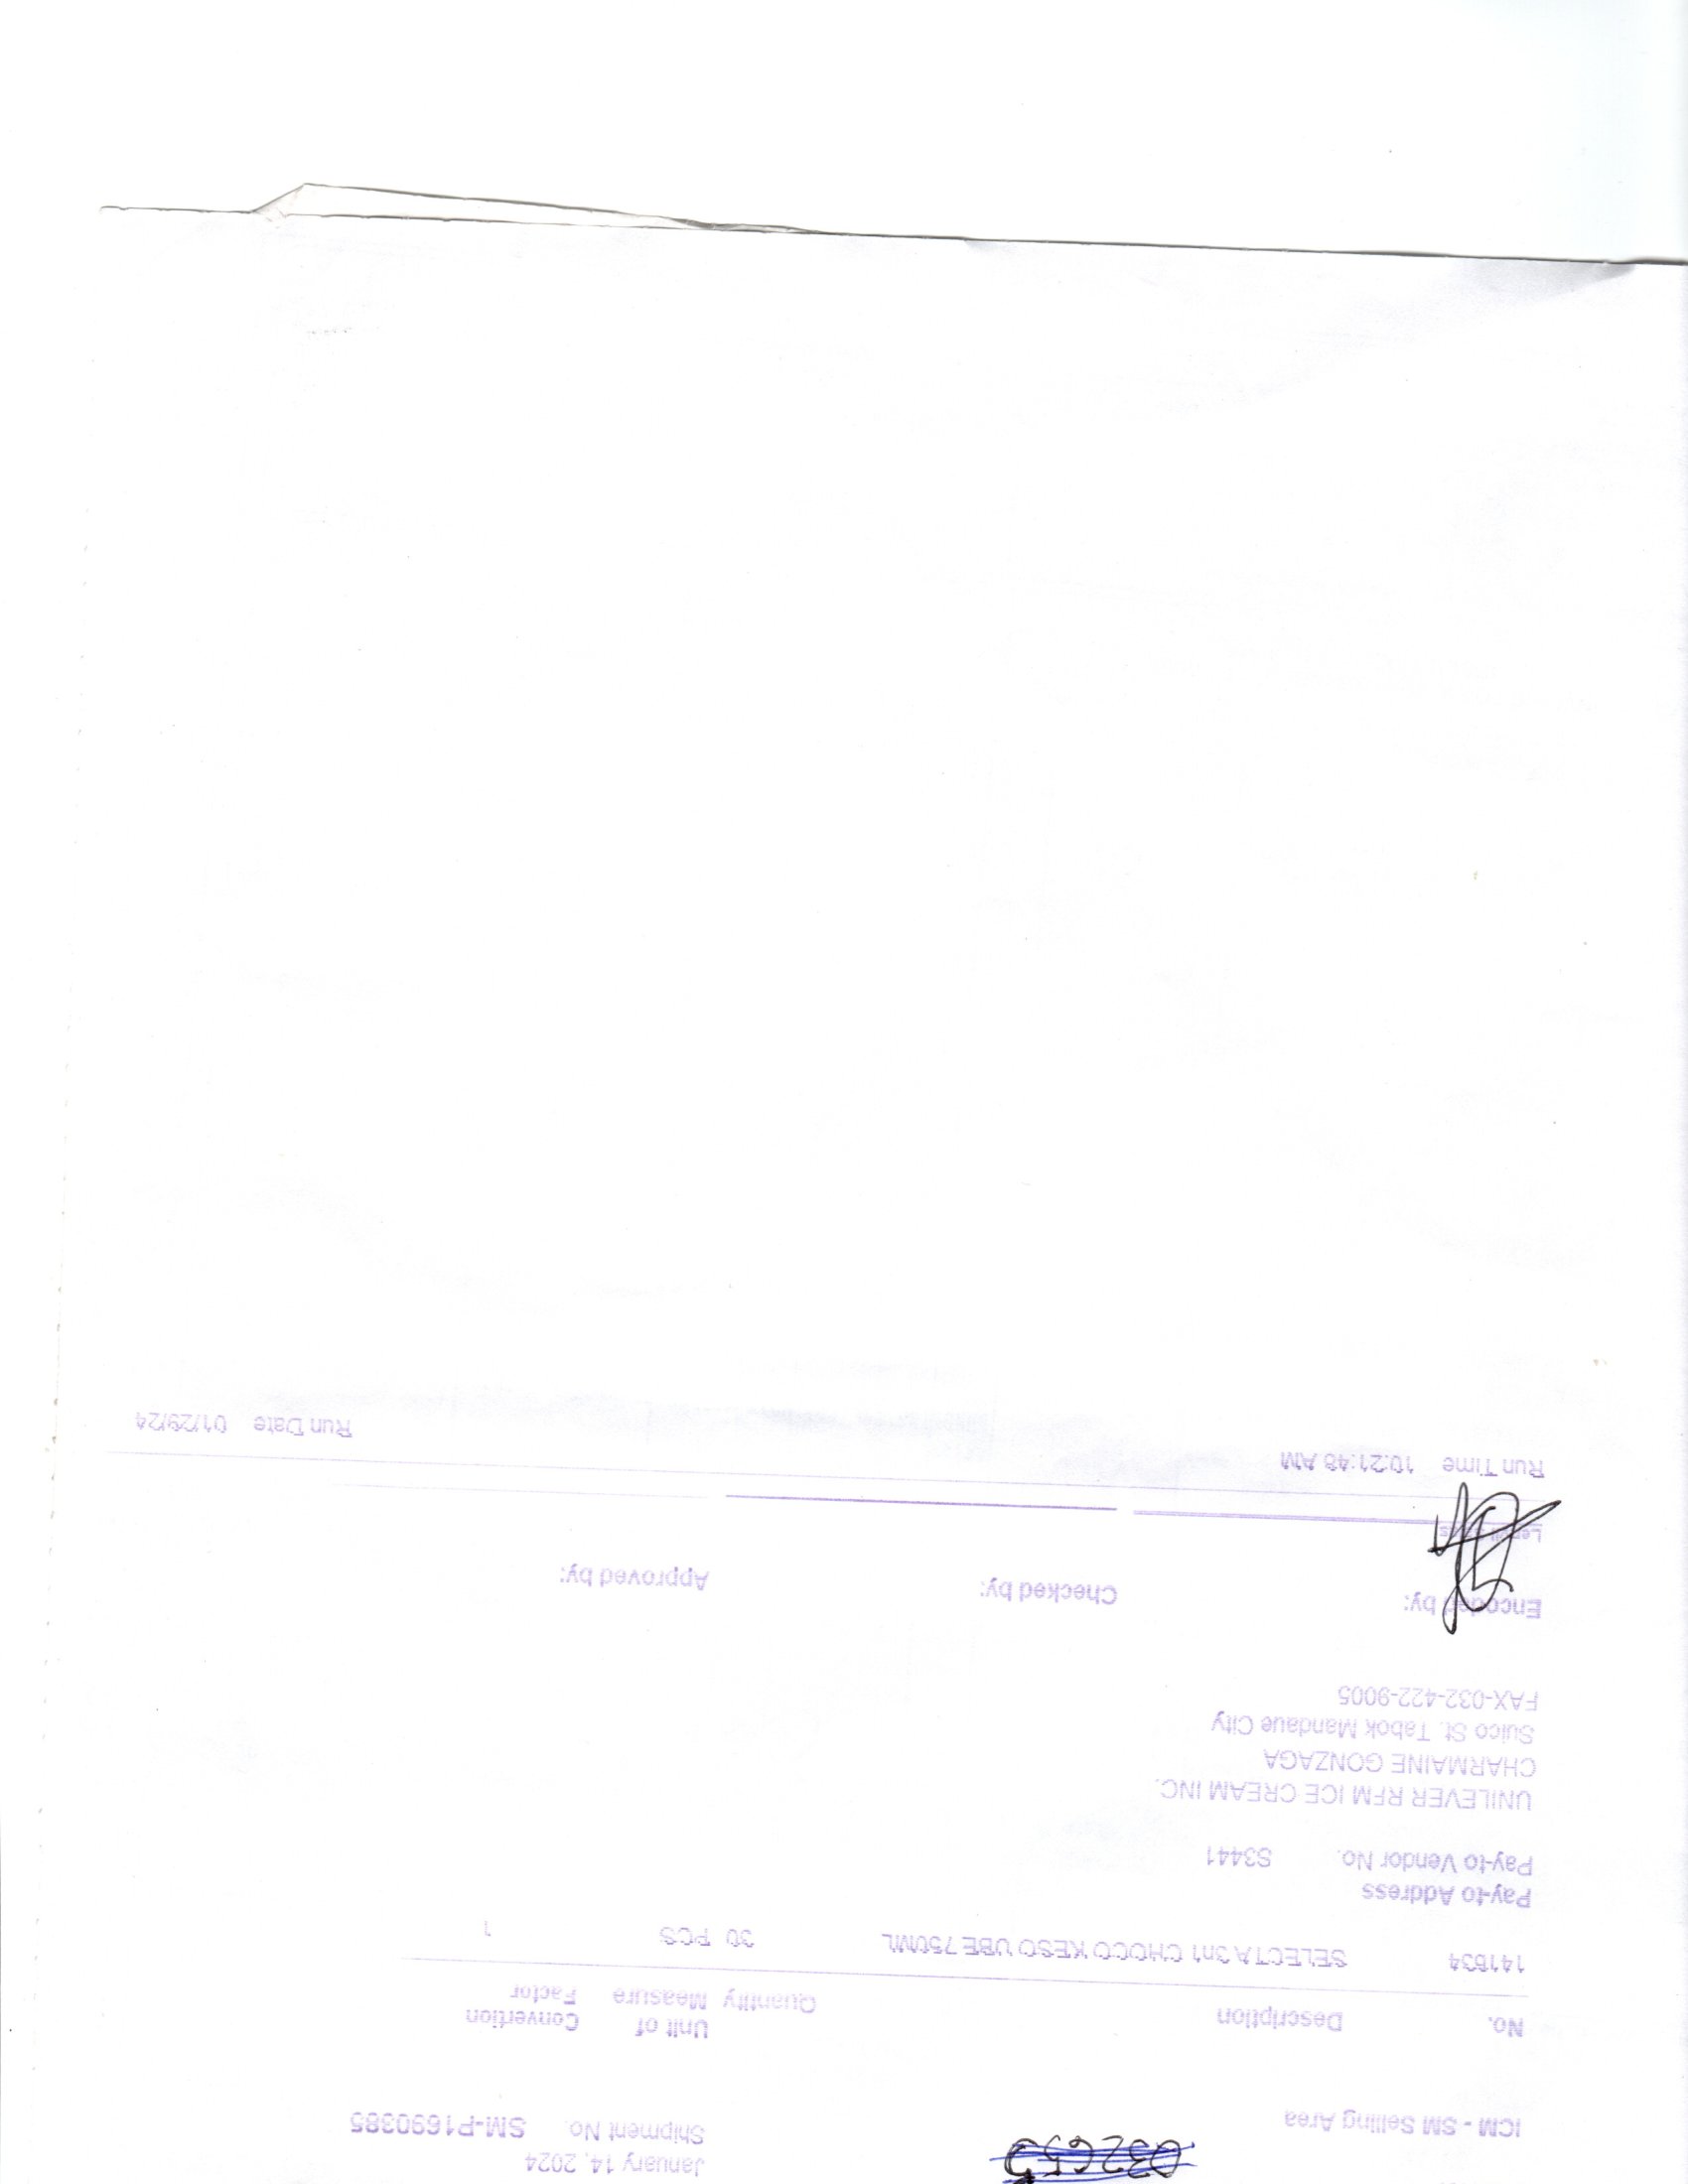 January 14, 2024
ICM - SM Selling Area Shipment No. SM-P1690385
No. Description Quantity Unit of Measure Convertion Factor
141634 SELECTA 3n1 CHOCO KESO UBE 750ML 30 PCS 1
Pay-to Address
Pay-to Vendor No. S3441
UNILEVER RFM ICE CREAM INC.
CHARMAINE GONZAGA
Suico St. Tabok Mandaue City
FAX-032-422-9005
Encoded by: Checked by: Approved by:
Run Time 10:21:48 AM Run Date 01/29/24